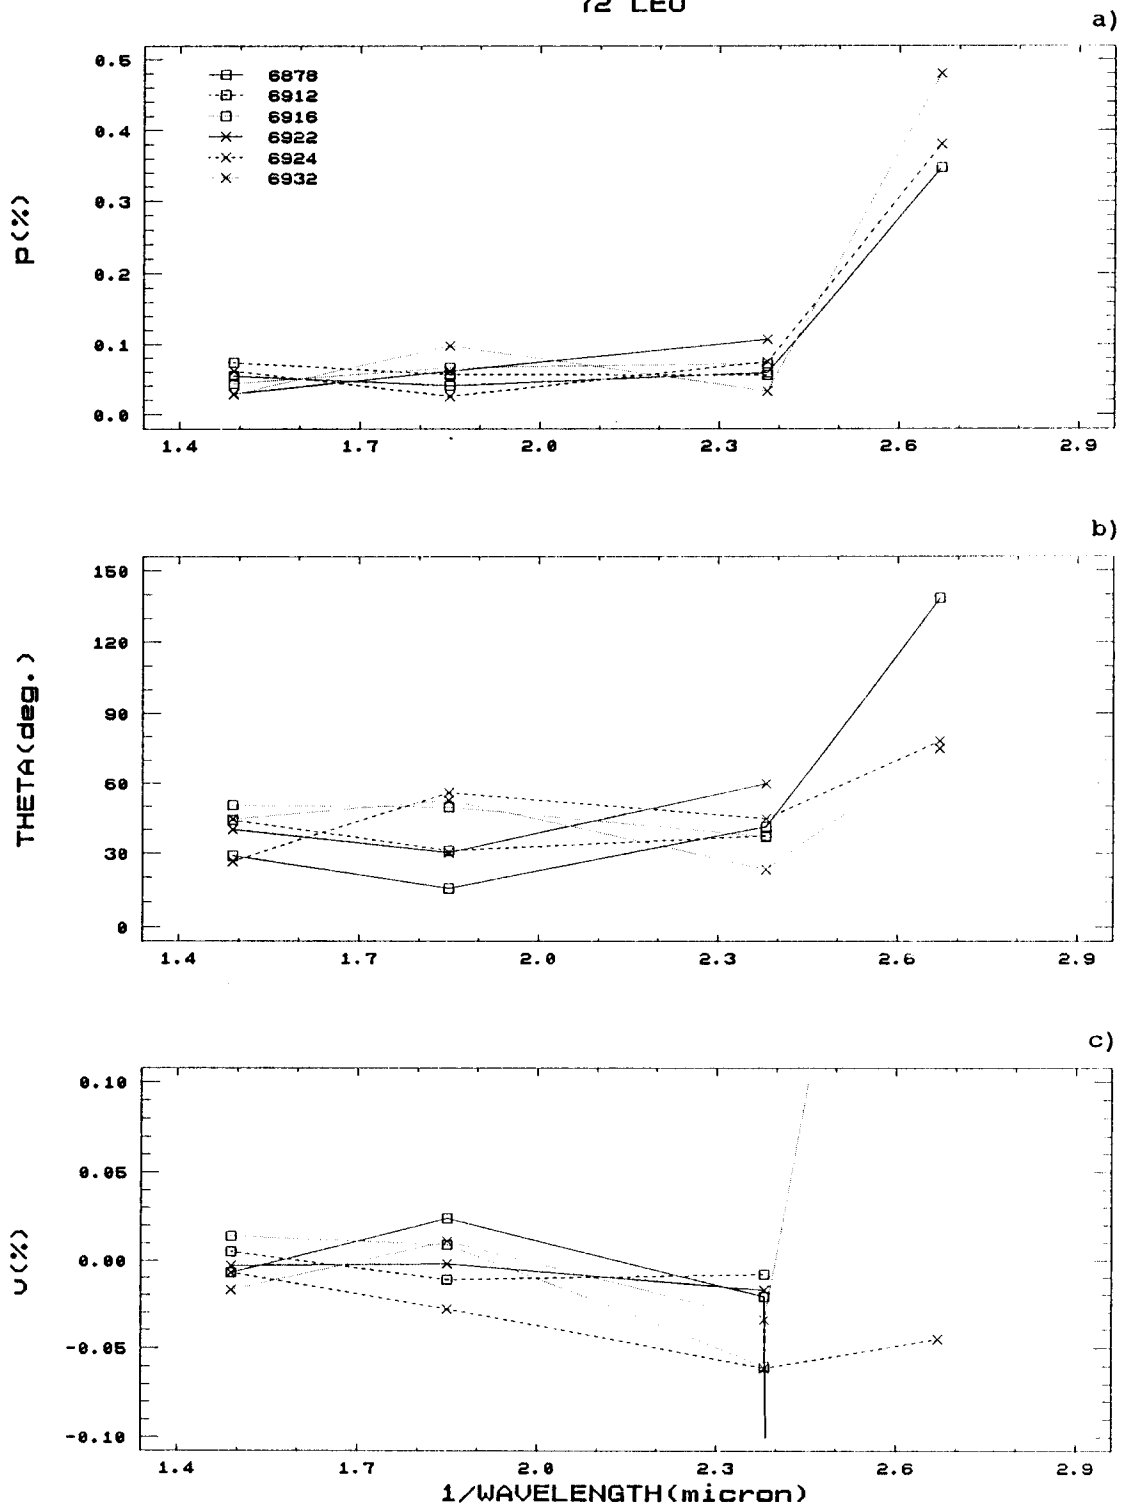 72 LEO
a)
0.5
6878
6912
6916
6922
6924
6932
0.4
0.3
0.2
0.1
0.0
p(%)
1.4 1.7 2.0 2.3 2.6 2.9
b)
150
120
90
60
30
0
THETA(deg.)
1.4 1.7 2.0 2.3 2.6 2.9
c)
0.10
0.05
0.00
-0.05
-0.10
υ(%)
1.4 1.7 2.0 2.3 2.6 2.9
1/WAVELENGTH(micron)